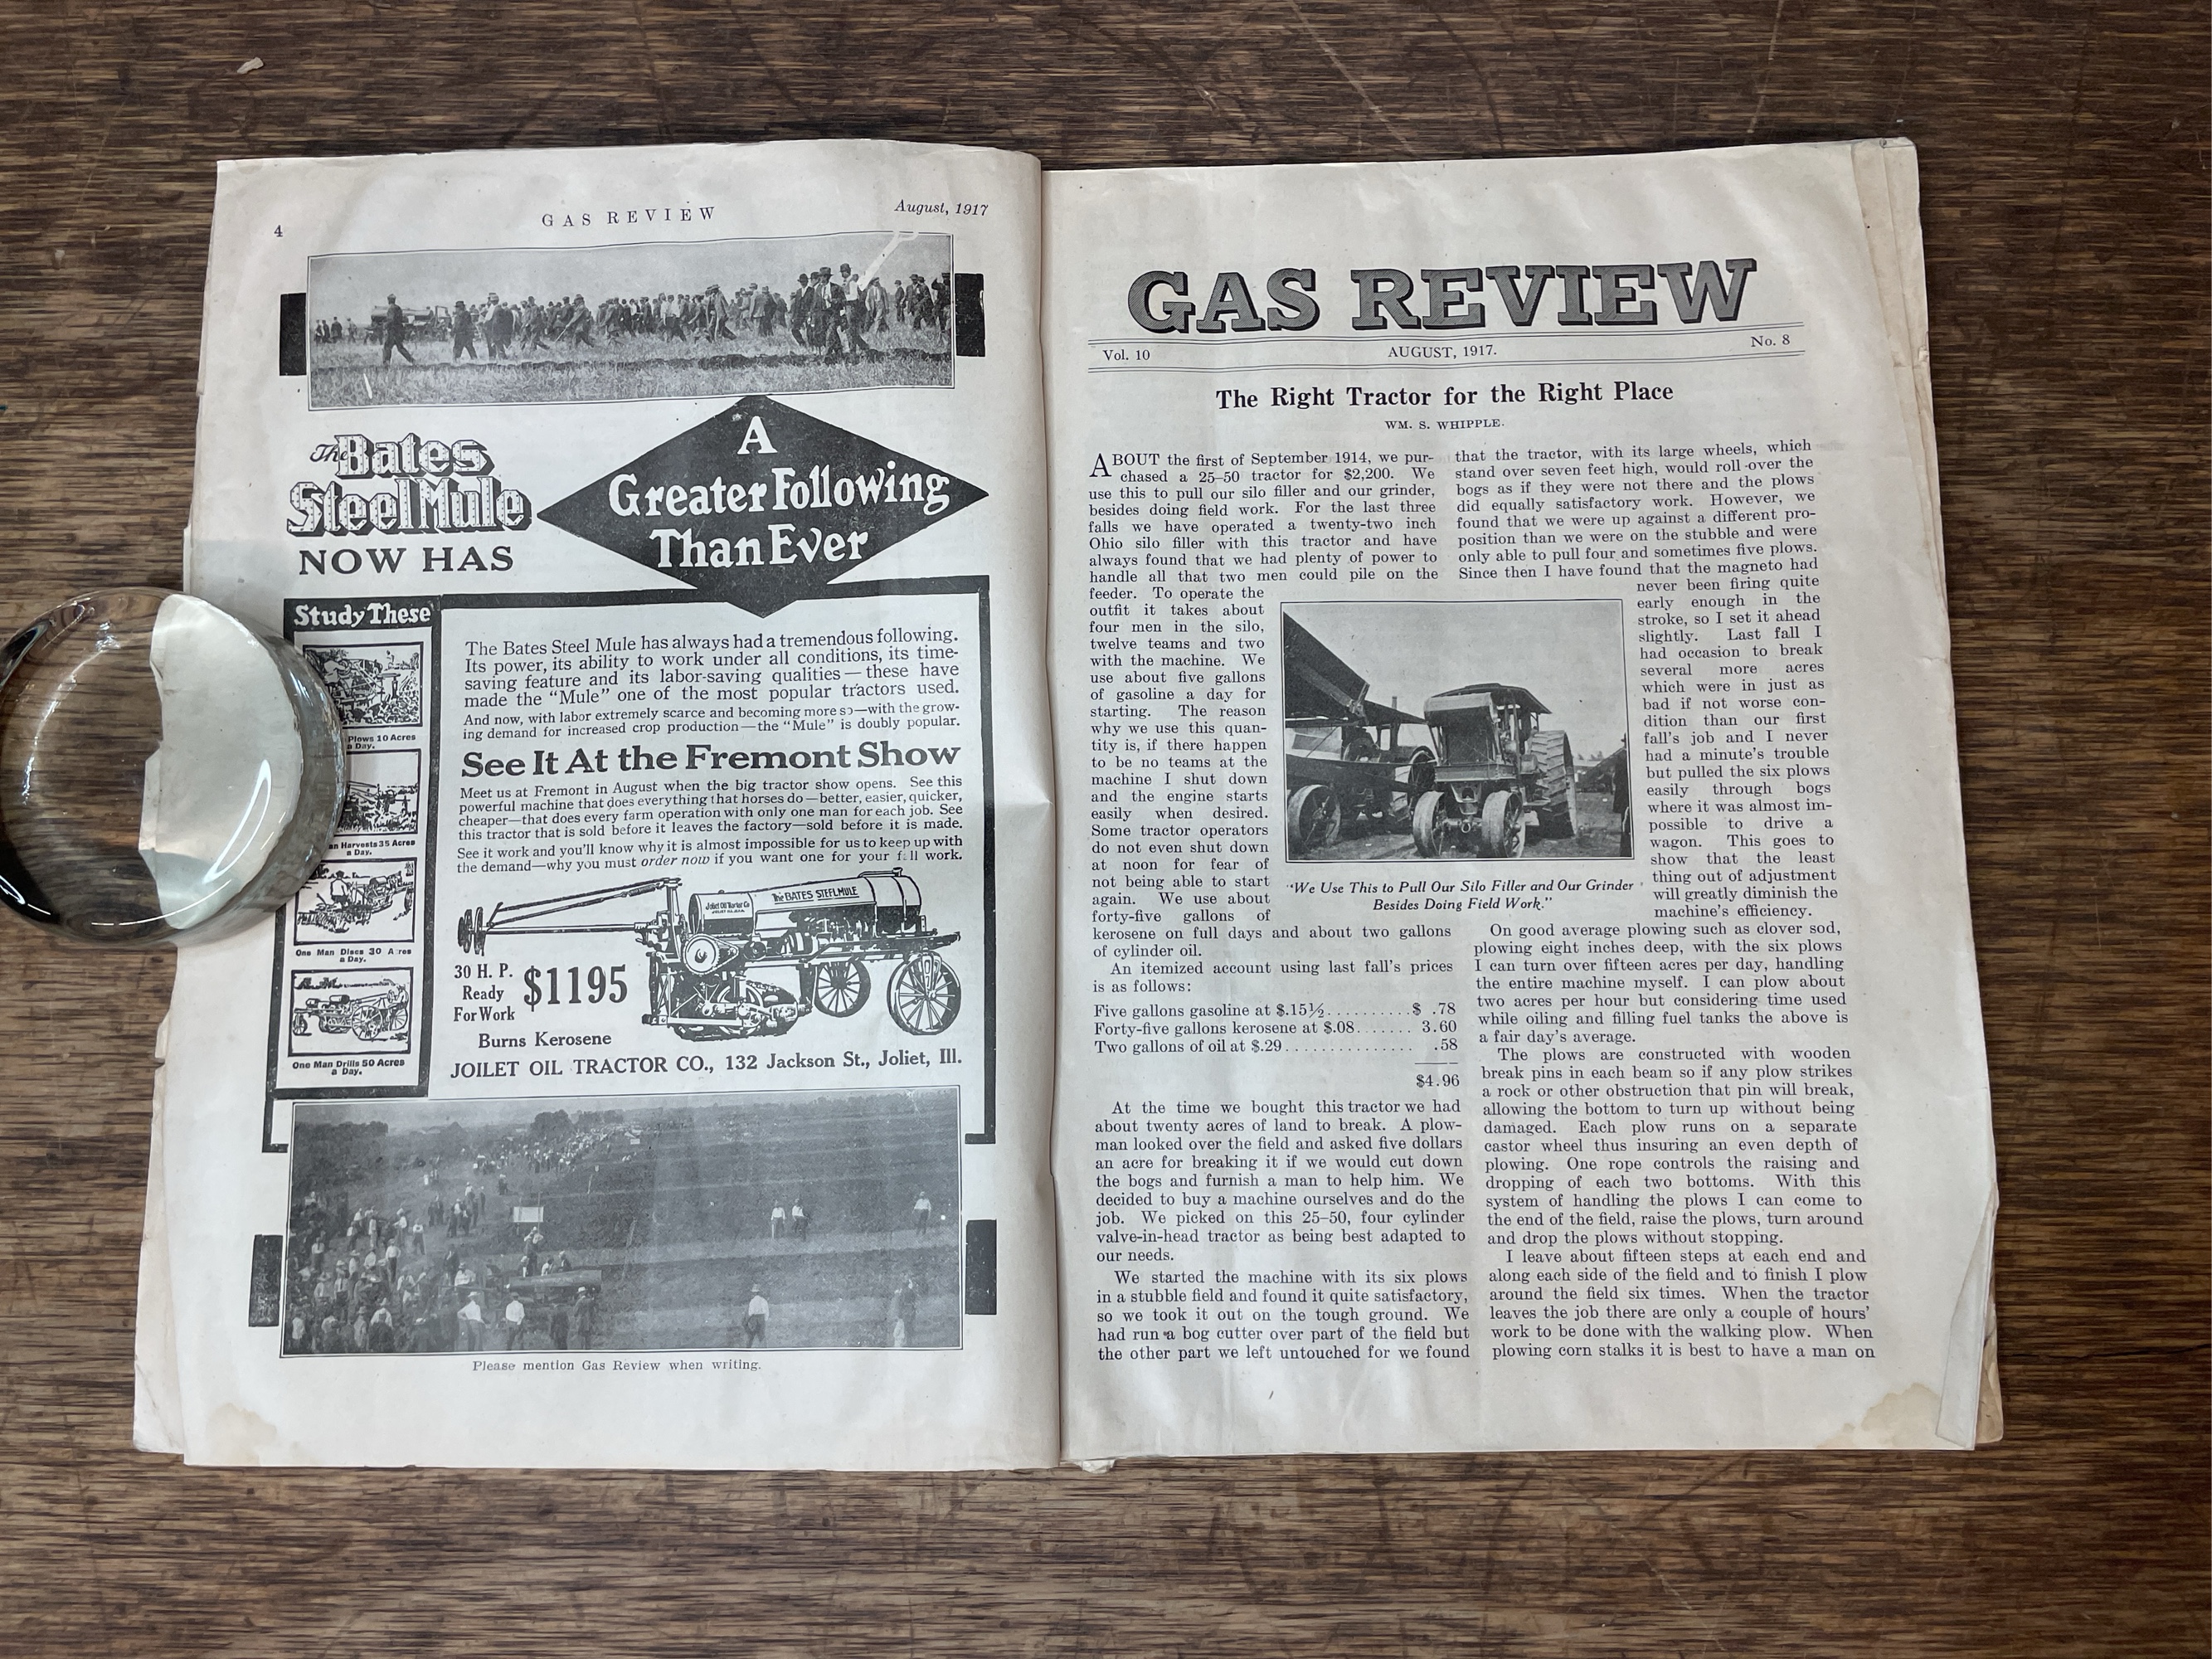 4
GAS REVIEW
August, 1917
The Bates
Steel Mule
NOW HAS
A
Greater Following
Than Ever
Study These
Plows 10 Acres
a Day.
an Harvests 35 Acres
a Day.
One Man Discs 30 Acres
a Day.
One Man Drills 50 Acres
a Day.
The Bates Steel Mule has always had a tremendous following.
Its power, its ability to work under all conditions, its time-
saving feature and its labor-saving qualities—these have
made the "Mule" one of the most popular tractors used.
And now, with labor extremely scarce and becoming more so—with the grow-
ing demand for increased crop production—the "Mule" is doubly popular.
See It At the Fremont Show
Meet us at Fremont in August when the big tractor show opens. See this
powerful machine that does everything that horses do—better, easier, quicker,
cheaper—that does every farm operation with only one man for each job. See
this tractor that is sold before it leaves the factory—sold before it is made.
See it work and you'll know why it is almost impossible for us to keep up with
the demand—why you must order now if you want one for your fall work.
Joliet Oil Tractor Co
JOLIET, ILL. U.S.A.
The BATES STEEL MULE
30 H. P.
Ready
For Work
$1195
Burns Kerosene
JOILET OIL TRACTOR CO., 132 Jackson St., Joliet, Ill.
Please mention Gas Review when writing.
GAS REVIEW
Vol. 10
AUGUST, 1917.
No. 8
The Right Tractor for the Right Place
WM. S. WHIPPLE.
ABOUT the first of September 1914, we pur-
chased a 25–50 tractor for $2,200. We
use this to pull our silo filler and our grinder,
besides doing field work. For the last three
falls we have operated a twenty-two inch
Ohio silo filler with this tractor and have
always found that we had plenty of power to
handle all that two men could pile on the
feeder. To operate the
outfit it takes about
four men in the silo,
twelve teams and two
with the machine. We
use about five gallons
of gasoline a day for
starting. The reason
why we use this quan-
tity is, if there happen
to be no teams at the
machine I shut down
and the engine starts
easily when desired.
Some tractor operators
do not even shut down
at noon for fear of
not being able to start
again. We use about
forty-five gallons of
kerosene on full days and about two gallons
of cylinder oil.
An itemized account using last fall's prices
is as follows:
Five gallons gasoline at $.15½..........$ .78
Forty-five gallons kerosene at $.08....... 3.60
Two gallons of oil at $.29............... .58
$4.96
At the time we bought this tractor we had
about twenty acres of land to break. A plow-
man looked over the field and asked five dollars
an acre for breaking it if we would cut down
the bogs and furnish a man to help him. We
decided to buy a machine ourselves and do the
job. We picked on this 25–50, four cylinder
valve-in-head tractor as being best adapted to
our needs.
We started the machine with its six plows
in a stubble field and found it quite satisfactory,
so we took it out on the tough ground. We
had run a bog cutter over part of the field but
the other part we left untouched for we found
"We Use This to Pull Our Silo Filler and Our Grinder
Besides Doing Field Work."
that the tractor, with its large wheels, which
stand over seven feet high, would roll over the
bogs as if they were not there and the plows
did equally satisfactory work. However, we
found that we were up against a different pro-
position than we were on the stubble and were
only able to pull four and sometimes five plows.
Since then I have found that the magneto had
never been firing quite
early enough in the
stroke, so I set it ahead
slightly. Last fall I
had occasion to break
several more acres
which were in just as
bad if not worse con-
dition than our first
fall's job and I never
had a minute's trouble
but pulled the six plows
easily through bogs
where it was almost im-
possible to drive a
wagon. This goes to
show that the least
thing out of adjustment
will greatly diminish the
machine's efficiency.
On good average plowing such as clover sod,
plowing eight inches deep, with the six plows
I can turn over fifteen acres per day, handling
the entire machine myself. I can plow about
two acres per hour but considering time used
while oiling and filling fuel tanks the above is
a fair day's average.
The plows are constructed with wooden
break pins in each beam so if any plow strikes
a rock or other obstruction that pin will break,
allowing the bottom to turn up without being
damaged. Each plow runs on a separate
castor wheel thus insuring an even depth of
plowing. One rope controls the raising and
dropping of each two bottoms. With this
system of handling the plows I can come to
the end of the field, raise the plows, turn around
and drop the plows without stopping.
I leave about fifteen steps at each end and
along each side of the field and to finish I plow
around the field six times. When the tractor
leaves the job there are only a couple of hours'
work to be done with the walking plow. When
plowing corn stalks it is best to have a man on